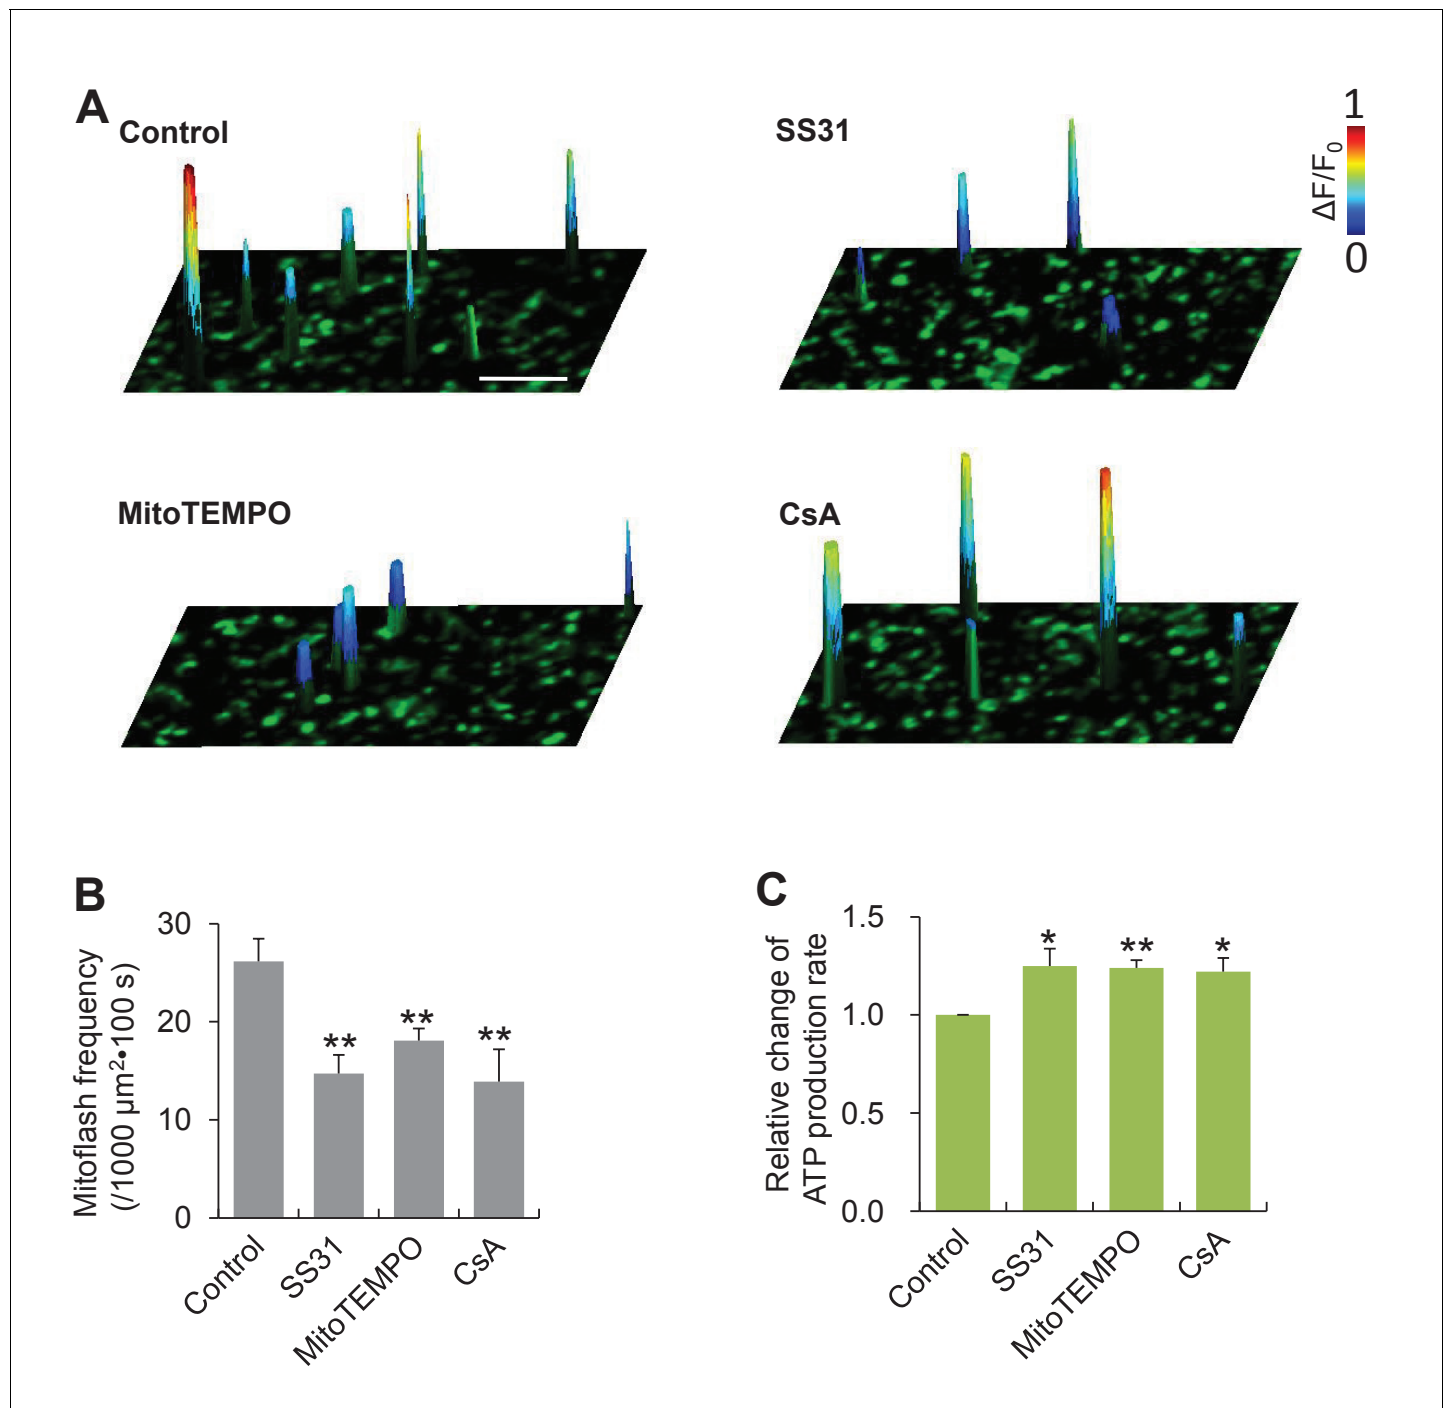 A
Control
SS31
1
ΔF/F0
0
MitoTEMPO
CsA
B
Mitoflash frequency
(/1000 µm²•100 s)
30
20
10
0
**
**
**
Control
SS31
MitoTEMPO
CsA
C
Relative change of
ATP production rate
1.5
1.0
0.5
0.0
*
**
*
Control
SS31
MitoTEMPO
CsA